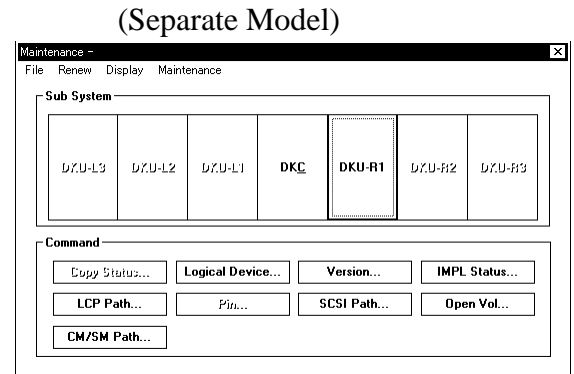 (Separate Model)
Maintenance -
File Renew Display Maintenance
Sub System
DKU-L3 DKU-L2 DKU-L1 DKC DKU-R1 DKU-R2 DKU-R3
Command
Copy Status... Logical Device... Version... IMPL Status...
LCP Path... Pin... SCSI Path... Open Vol...
CM/SM Path...